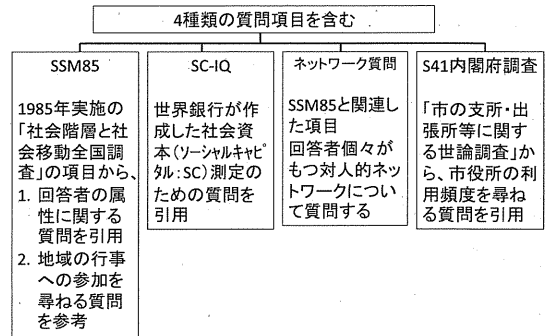 4種類の質問項目を含む
SSM85
1985年実施の
「社会階層と社
会移動全国調
査」の項目から、
1. 回答者の属
性に関する
質問を引用
2. 地域の行事
への参加を
尋ねる質問
を参考
SC-IQ
世界銀行が作
成した社会資
本(ソーシャルキャピ
タル:SC)測定の
ための質問を
引用
ネットワーク質問
SSM85と関連し
た項目
回答者個々が
もつ対人的ネッ
トワークについ
て質問する
S41内閣府調査
「市の支所・出
張所等に関す
る世論調査」か
ら、市役所の利
用頻度を尋ね
る質問を引用